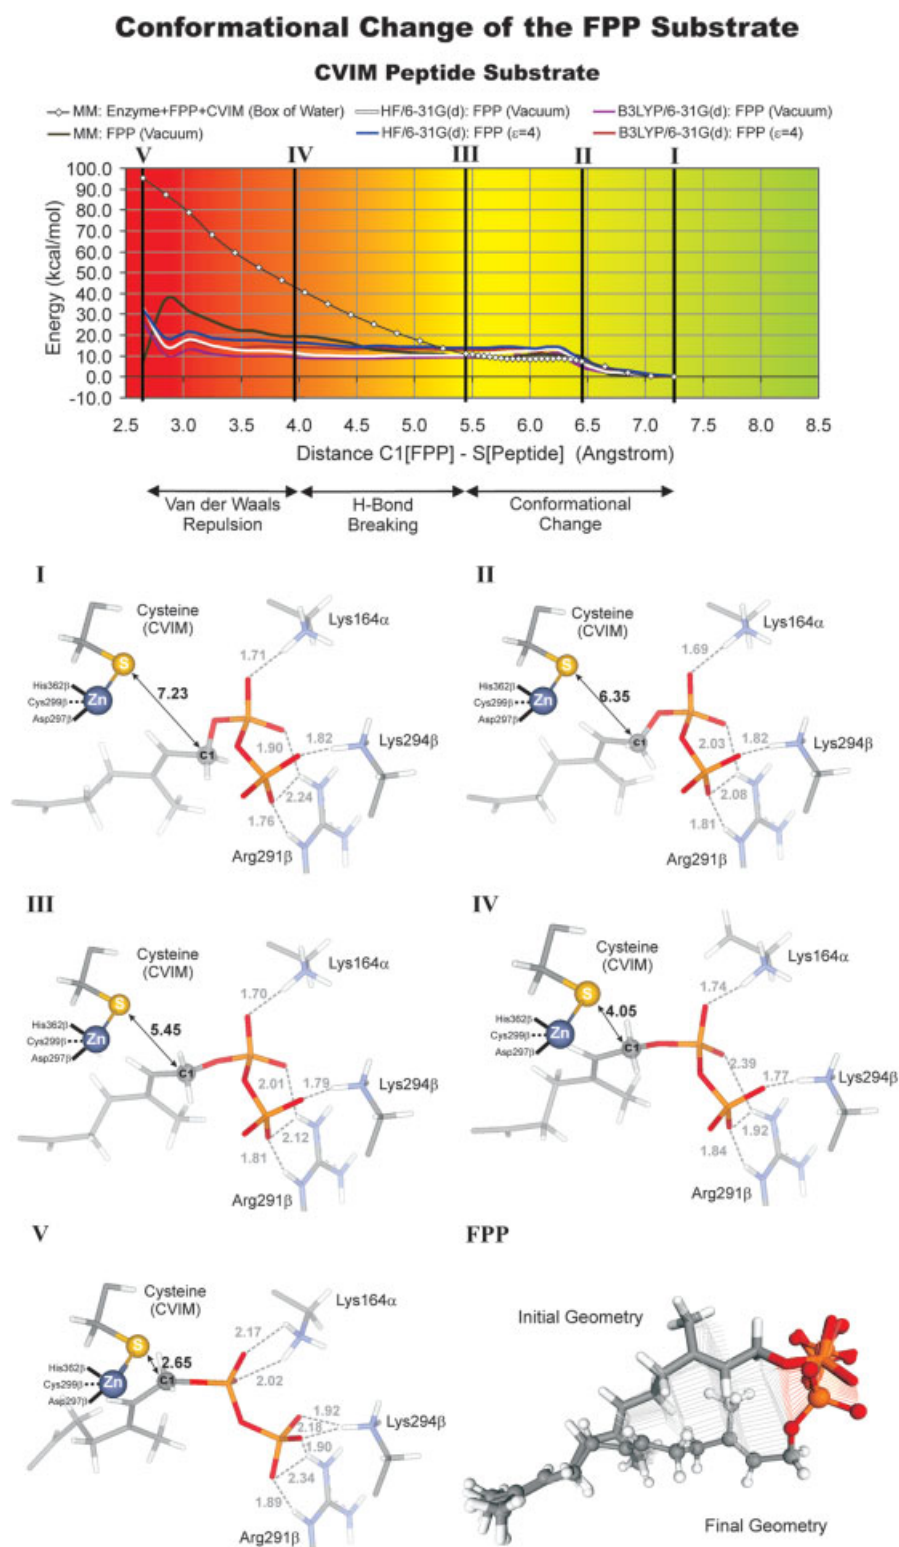 Conformational Change of the FPP Substrate
CVIM Peptide Substrate
MM: Enzyme+FPP+CVIM (Box of Water) HF/6-31G(d): FPP (Vacuum) B3LYP/6-31G(d): FPP (Vacuum)
MM: FPP (Vacuum) HF/6-31G(d): FPP (ε=4) B3LYP/6-31G(d): FPP (ε=4)
V IV III II I
100.0
90.0
80.0
70.0
60.0
50.0
40.0
30.0
20.0
10.0
0.0
-10.0
Energy (kcal/mol)
2.5 3.0 3.5 4.0 4.5 5.0 5.5 6.0 6.5 7.0 7.5 8.0 8.5
Distance C1[FPP] - S[Peptide] (Angstrom)
Van der Waals
Repulsion
H-Bond
Breaking
Conformational
Change
I
Cysteine
(CVIM)
Lys164α
S
1.71
His362β
Cys299β
Asp297β
Zn
7.23
C1
1.90
1.82
Lys294β
2.24
1.76
Arg291β
II
Cysteine
(CVIM)
Lys164α
S
1.69
His362β
Cys299β
Asp297β
Zn
6.35
C1
2.03
1.82
Lys294β
2.08
1.81
Arg291β
III
Cysteine
(CVIM)
Lys164α
S
1.70
His362β
Cys299β
Asp297β
Zn
5.45
C1
2.01
1.79
Lys294β
2.12
1.81
Arg291β
IV
Cysteine
(CVIM)
Lys164α
S
1.74
His362β
Cys299β
Asp297β
Zn
4.05
C1
2.39
1.77
Lys294β
1.92
1.84
Arg291β
V
Cysteine
(CVIM)
Lys164α
S
2.17
2.65
His362β
Cys299β
Asp297β
Zn
C1
2.02
1.92
2.18
Lys294β
1.90
2.34
1.89
Arg291β
FPP
Initial Geometry
Final Geometry